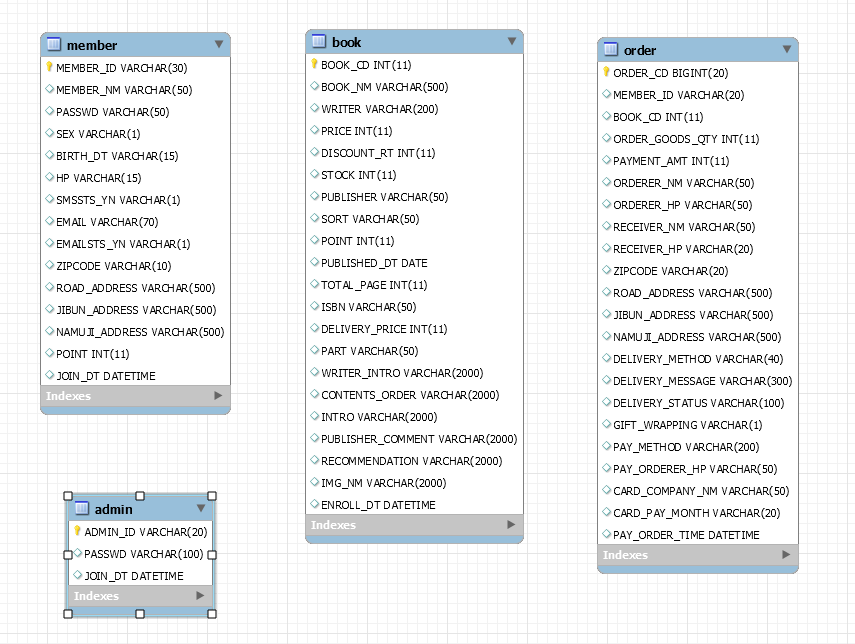 member
MEMBER_ID VARCHAR(30)
MEMBER_NM VARCHAR(50)
PASSWD VARCHAR(50)
SEX VARCHAR(1)
BIRTH_DT VARCHAR(15)
HP VARCHAR(15)
SMSSTS_YN VARCHAR(1)
EMAIL VARCHAR(70)
EMAILSTS_YN VARCHAR(1)
ZIPCODE VARCHAR(10)
ROAD_ADDRESS VARCHAR(500)
JIBUN_ADDRESS VARCHAR(500)
NAMUJI_ADDRESS VARCHAR(500)
POINT INT(11)
JOIN_DT DATETIME
Indexes
admin
ADMIN_ID VARCHAR(20)
PASSWD VARCHAR(100)
JOIN_DT DATETIME
Indexes
book
BOOK_CD INT(11)
BOOK_NM VARCHAR(500)
WRITER VARCHAR(200)
PRICE INT(11)
DISCOUNT_RT INT(11)
STOCK INT(11)
PUBLISHER VARCHAR(50)
SORT VARCHAR(50)
POINT INT(11)
PUBLISHED_DT DATE
TOTAL_PAGE INT(11)
ISBN VARCHAR(50)
DELIVERY_PRICE INT(11)
PART VARCHAR(50)
WRITER_INTRO VARCHAR(2000)
CONTENTS_ORDER VARCHAR(2000)
INTRO VARCHAR(2000)
PUBLISHER_COMMENT VARCHAR(2000)
RECOMMENDATION VARCHAR(2000)
IMG_NM VARCHAR(2000)
ENROLL_DT DATETIME
Indexes
order
ORDER_CD BIGINT(20)
MEMBER_ID VARCHAR(20)
BOOK_CD INT(11)
ORDER_GOODS_QTY INT(11)
PAYMENT_AMT INT(11)
ORDERER_NM VARCHAR(50)
ORDERER_HP VARCHAR(50)
RECEIVER_NM VARCHAR(50)
RECEIVER_HP VARCHAR(20)
ZIPCODE VARCHAR(20)
ROAD_ADDRESS VARCHAR(500)
JIBUN_ADDRESS VARCHAR(500)
NAMUJI_ADDRESS VARCHAR(500)
DELIVERY_METHOD VARCHAR(40)
DELIVERY_MESSAGE VARCHAR(300)
DELIVERY_STATUS VARCHAR(100)
GIFT_WRAPPING VARCHAR(1)
PAY_METHOD VARCHAR(200)
PAY_ORDERER_HP VARCHAR(50)
CARD_COMPANY_NM VARCHAR(50)
CARD_PAY_MONTH VARCHAR(20)
PAY_ORDER_TIME DATETIME
Indexes